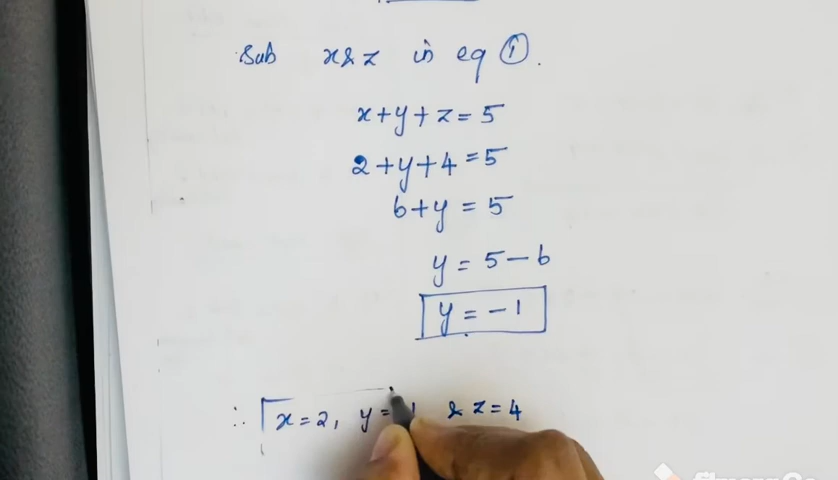 Sub x & z in eq ①.
x+y+z=5
2+y+4=5
6+y=5
y=5-6
y=-1
∴ x=2, y= & z=4